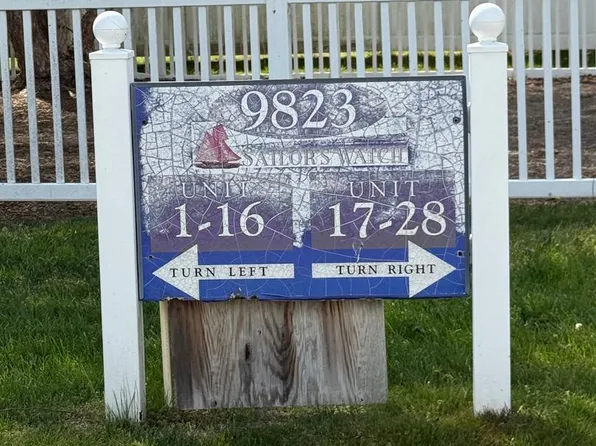 9823
SAILOR'S WATCH
UNIT UNIT
1-16 17-28
TURN LEFT TURN RIGHT